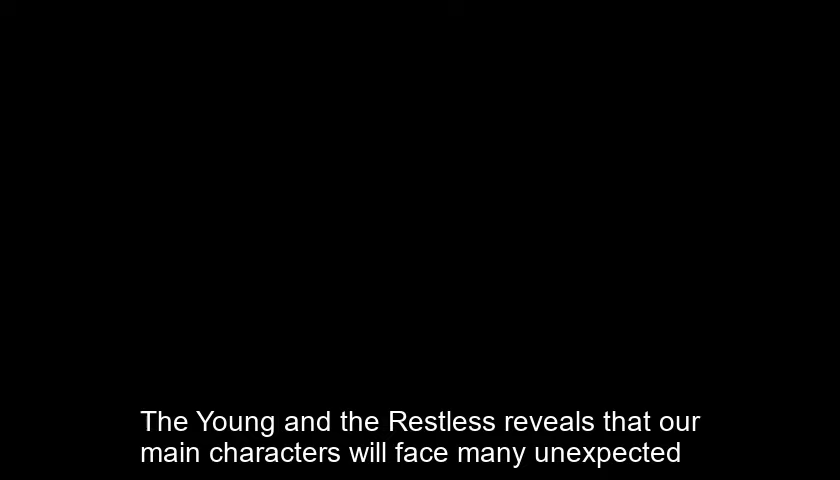 The Young and the Restless reveals that our
main characters will face many unexpected